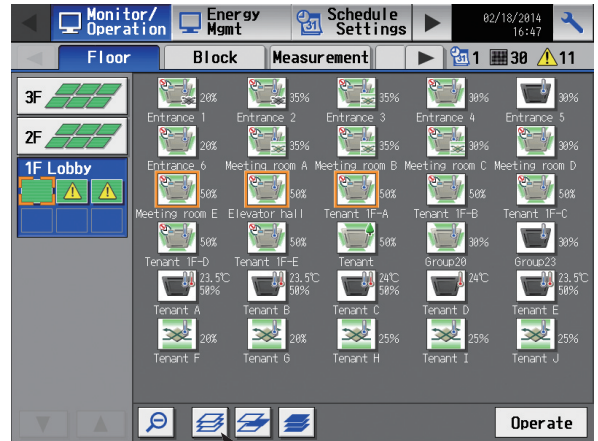 Monitor/ Operation Energy Mgmt Schedule Settings 02/18/2014 16:47
Floor Block Measurement 31 1 30 11
3F
2F
1F Lobby
20% 35% 35% 30% 30%
Entrance 1 Entrance 2 Entrance 3 Entrance 4 Entrance 5
20% 35% 35% 30% 30%
Entrance 6 Meeting room A Meeting room B Meeting room C Meeting room D
50% 50% 50% 50% 50%
Meeting room E Elevator hall Tenant 1F-A Tenant 1F-B Tenant 1F-C
50% 50% 50% 30% 30%
Tenant 1F-D Tenant 1F-E Tenant Group20 Group23
23.5℃ 50% 23.5℃ 50% 24℃ 50% 24℃ 23.5℃ 50%
Tenant A Tenant B Tenant C Tenant D Tenant E
20% 20% 25% 25% 25%
Tenant F Tenant G Tenant H Tenant I Tenant J
Operate